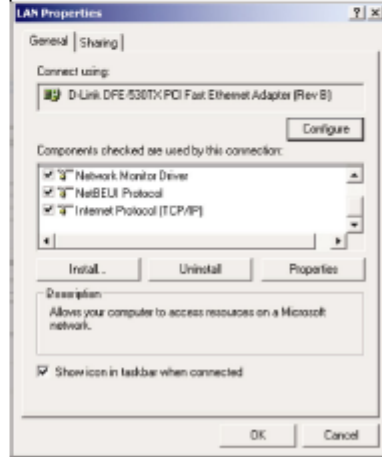 LAN Properties
General
Sharing
Connect using:
D-Link DFE-530TX PCI Fast Ethernet Adapter (Rev B)
Configure
Components checked are used by this connection:
Network Monitor Driver
NetBEUI Protocol
Internet Protocol (TCP/IP)
Install...
Uninstall
Properties
Description
Allows your computer to access resources on a Microsoft
network.
Show icon in taskbar when connected
OK
Cancel